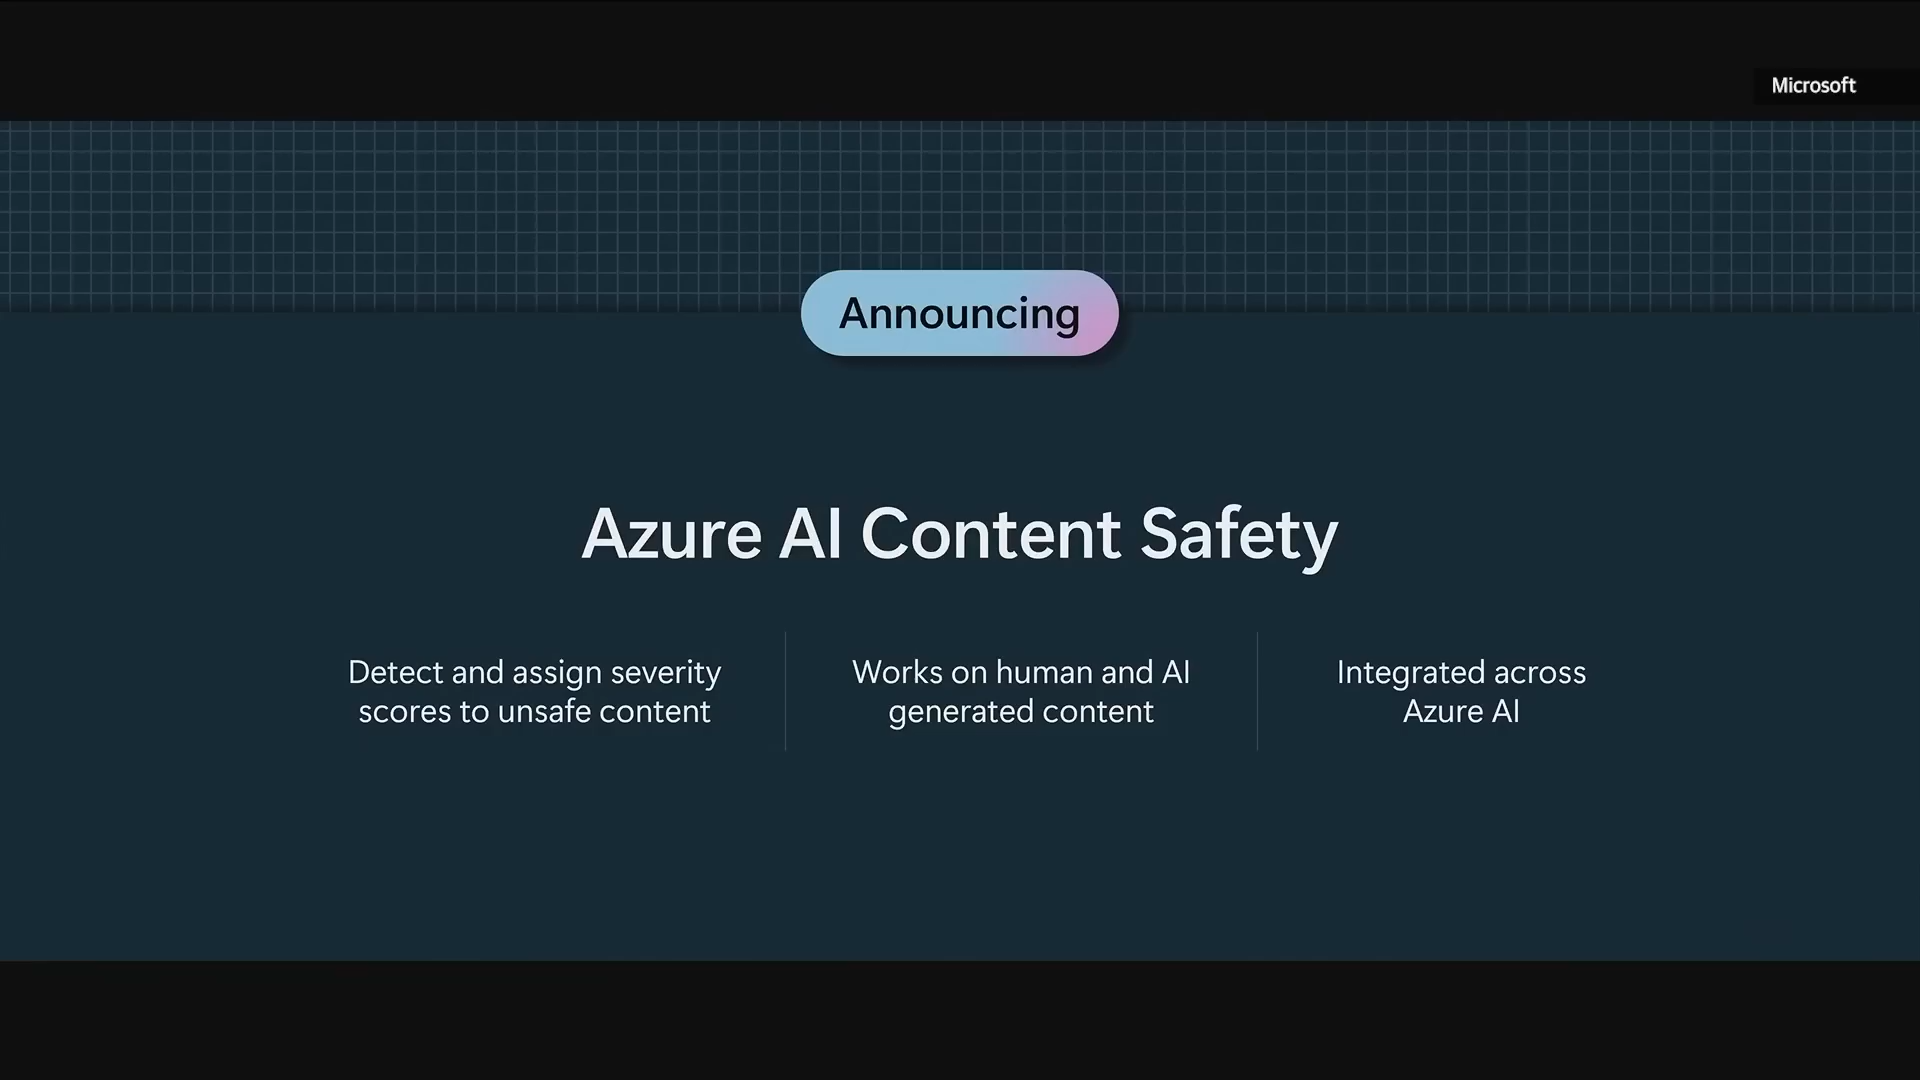 Microsoft
Announcing
Azure AI Content Safety
Detect and assign severity
scores to unsafe content
Works on human and AI
generated content
Integrated across
Azure AI